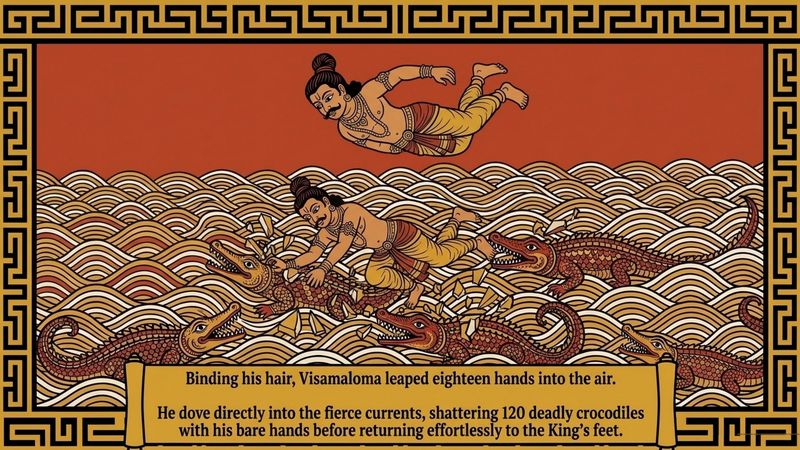 Binding his hair, Visamaloma leaped eighteen hands into the air.
He dove directly into the fierce currents, shattering 120 deadly crocodiles
with his bare hands before returning effortlessly to the King's feet.